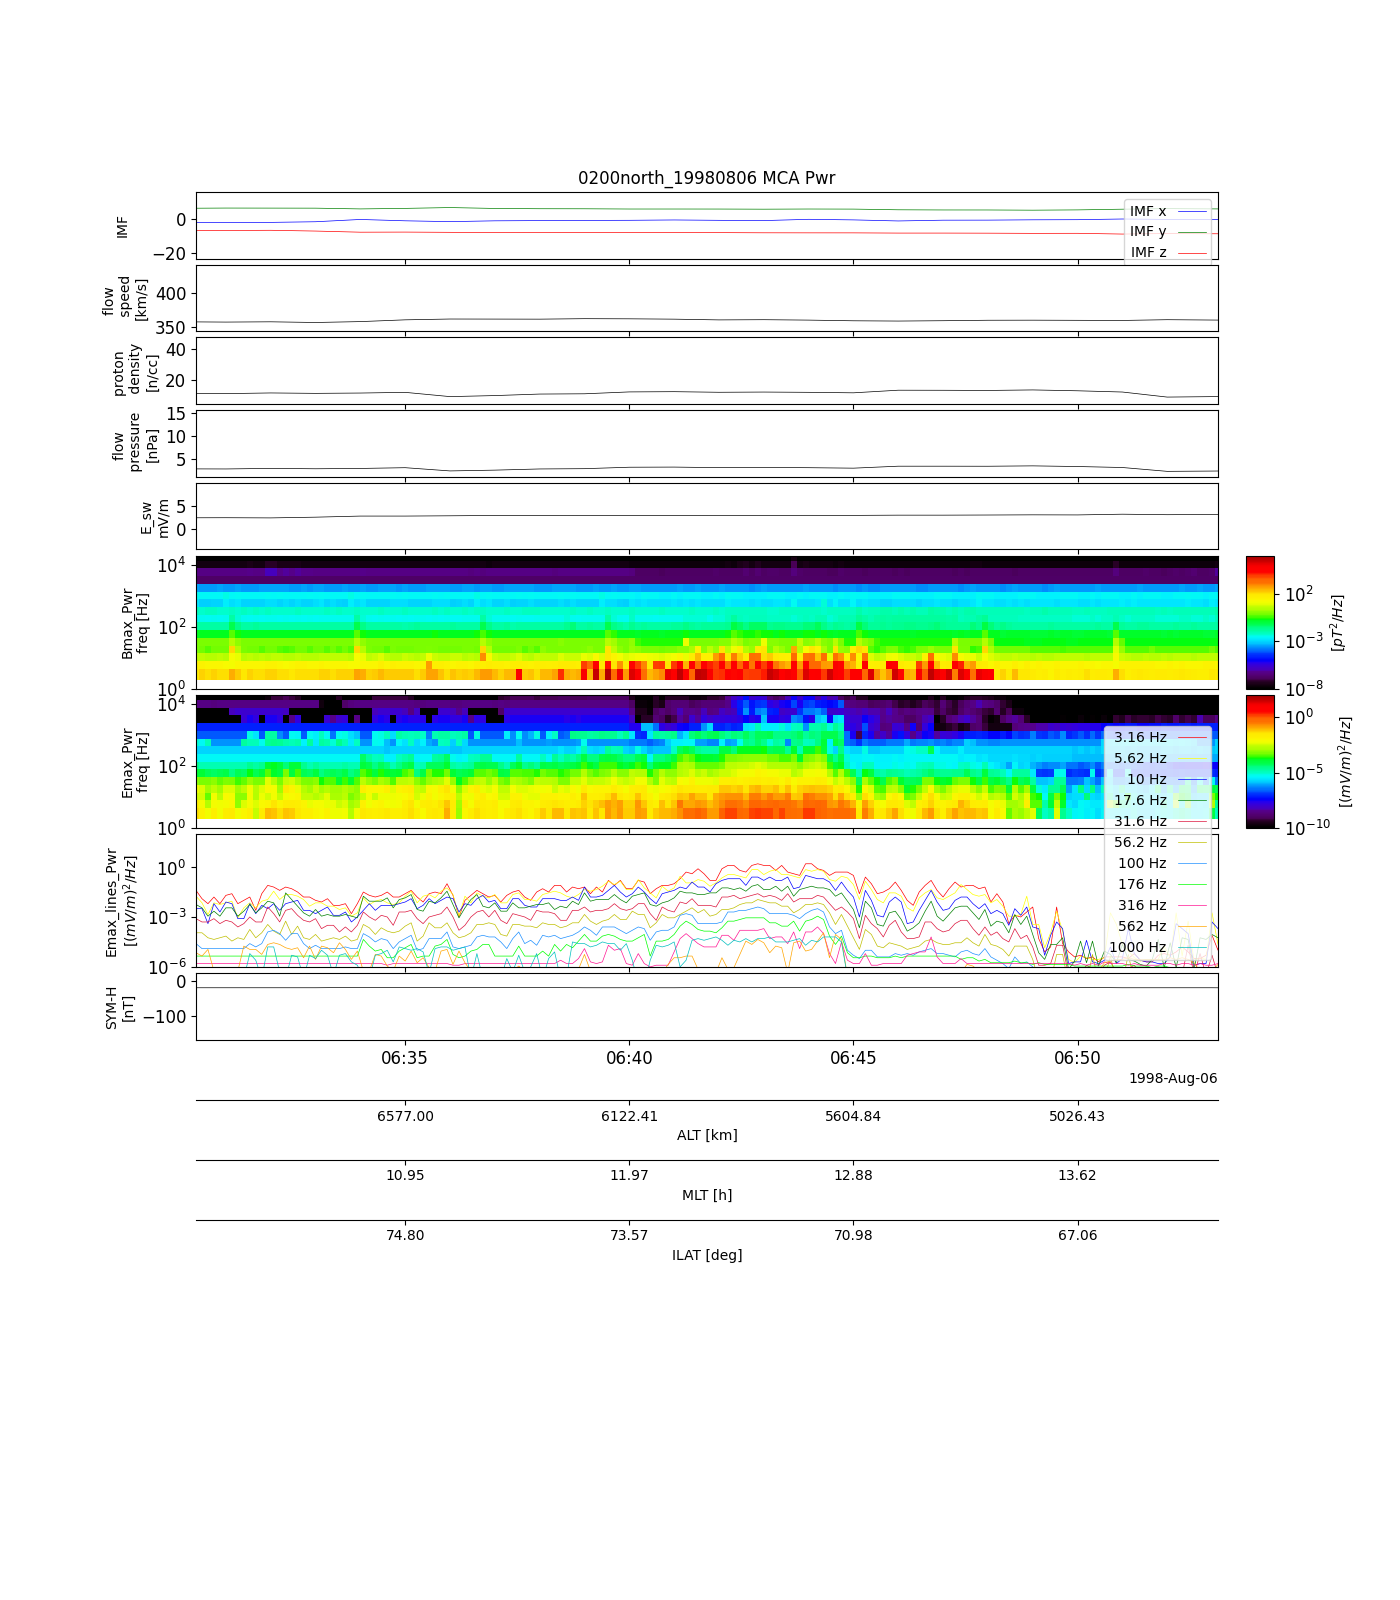 0200north_19980806 MCA Pwr
IMF
0
−20
IMF x
IMF y
IMF z
flow
speed
[km/s]
400
350
proton
density
[n/cc]
40
20
flow
pressure
[nPa]
15
10
5
E_sw
mV/m
5
0
Bmax_Pwr
freq [Hz]
10^4
10^2
10^0
10^2
10^−3
10^−8
[pT^2/Hz]
Emax_Pwr
freq [Hz]
10^4
10^2
10^0
10^0
10^−5
10^−10
[(mV/m)^2/Hz]
3.16 Hz
5.62 Hz
10 Hz
17.6 Hz
31.6 Hz
56.2 Hz
100 Hz
176 Hz
316 Hz
562 Hz
1000 Hz
Emax_lines_Pwr
[(mV/m)^2/Hz]
10^0
10^−3
10^−6
SYM-H
[nT]
0
−100
06:35 06:40 06:45 06:50
1998-Aug-06
6577.00 6122.41 5604.84 5026.43
ALT [km]
10.95 11.97 12.88 13.62
MLT [h]
74.80 73.57 70.98 67.06
ILAT [deg]